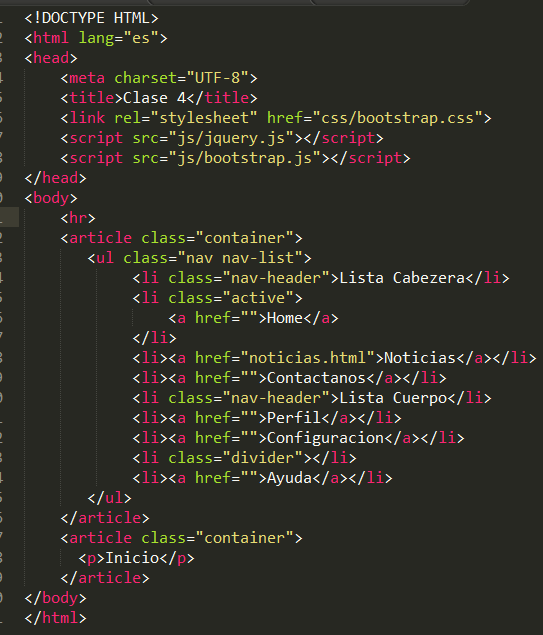 <!DOCTYPE HTML>
<html lang="es">
<head>
<meta charset="UTF-8">
<title>Clase 4</title>
<link rel="stylesheet" href="css/bootstrap.css">
<script src="js/jquery.js"></script>
<script src="js/bootstrap.js"></script>
</head>
<body>
<hr>
<article class="container">
<ul class="nav nav-list">
<li class="nav-header">Lista Cabezera</li>
<li class="active">
<a href="">Home</a>
</li>
<li><a href="noticias.html">Noticias</a></li>
<li><a href="">Contactanos</a></li>
<li class="nav-header">Lista Cuerpo</li>
<li><a href="">Perfil</a></li>
<li><a href="">Configuracion</a></li>
<li class="divider"></li>
<li><a href="">Ayuda</a></li>
</ul>
</article>
<article class="container">
<p>Inicio</p>
</article>
</body>
</html>